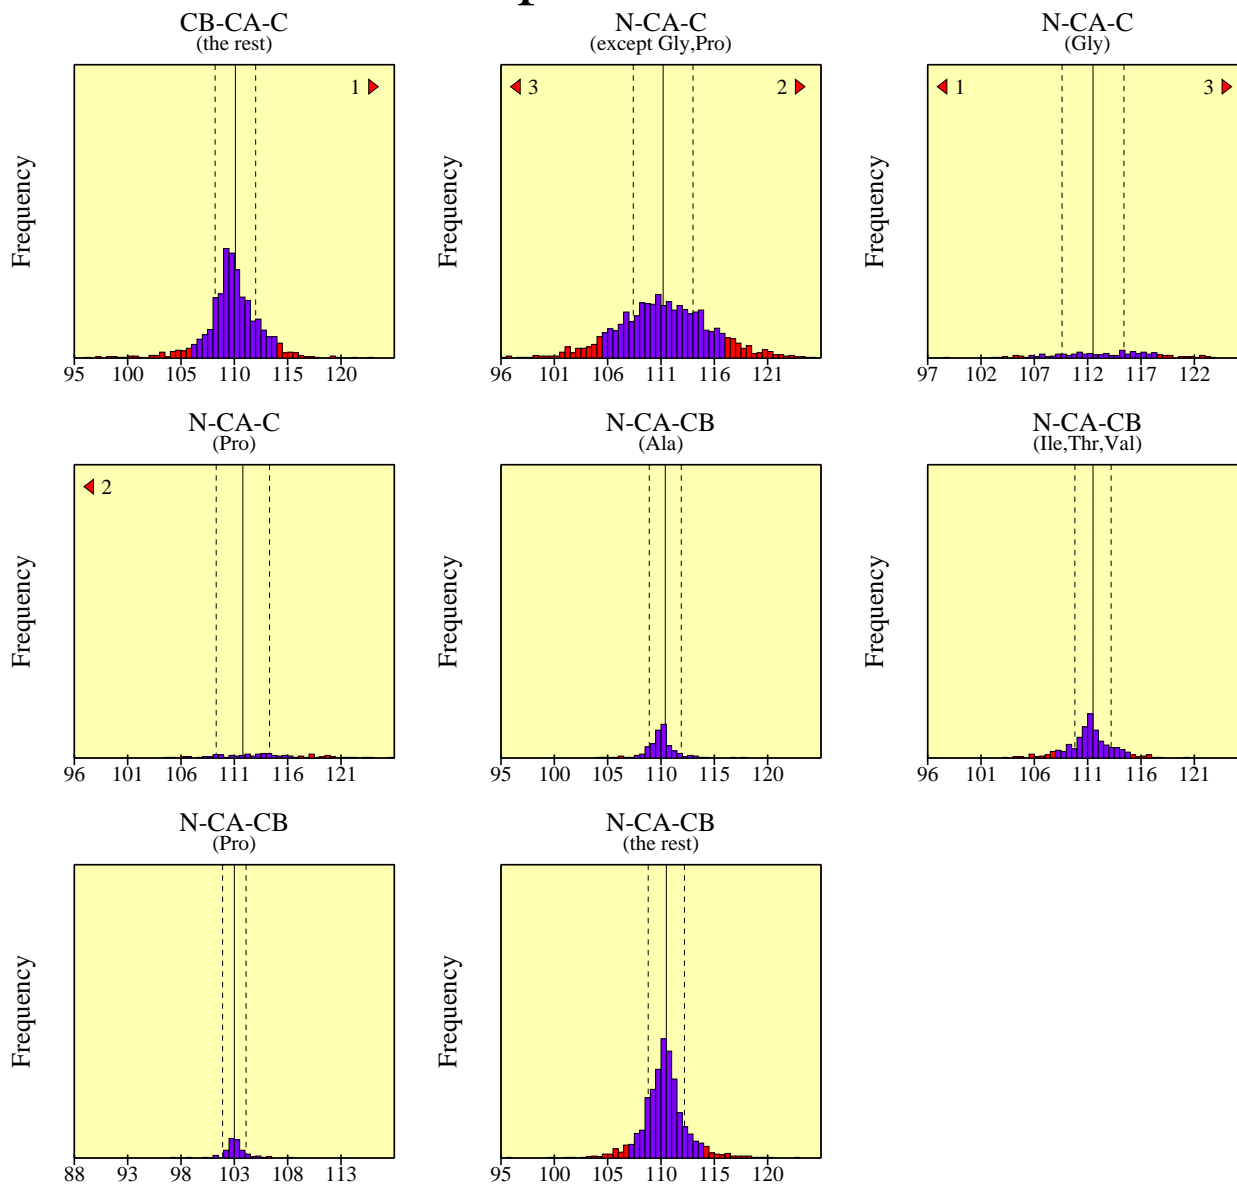 CB-CA-C
(the rest)
N-CA-C
(except Gly,Pro)
N-CA-C
(Gly)
Frequency
1
95 100 105 110 115 120
Frequency
3 2
96 101 106 111 116 121
Frequency
1 3
97 102 107 112 117 122
N-CA-C
(Pro)
N-CA-CB
(Ala)
N-CA-CB
(Ile,Thr,Val)
Frequency
2
96 101 106 111 116 121
Frequency
95 100 105 110 115 120
Frequency
96 101 106 111 116 121
N-CA-CB
(Pro)
N-CA-CB
(the rest)
Frequency
88 93 98 103 108 113
Frequency
95 100 105 110 115 120